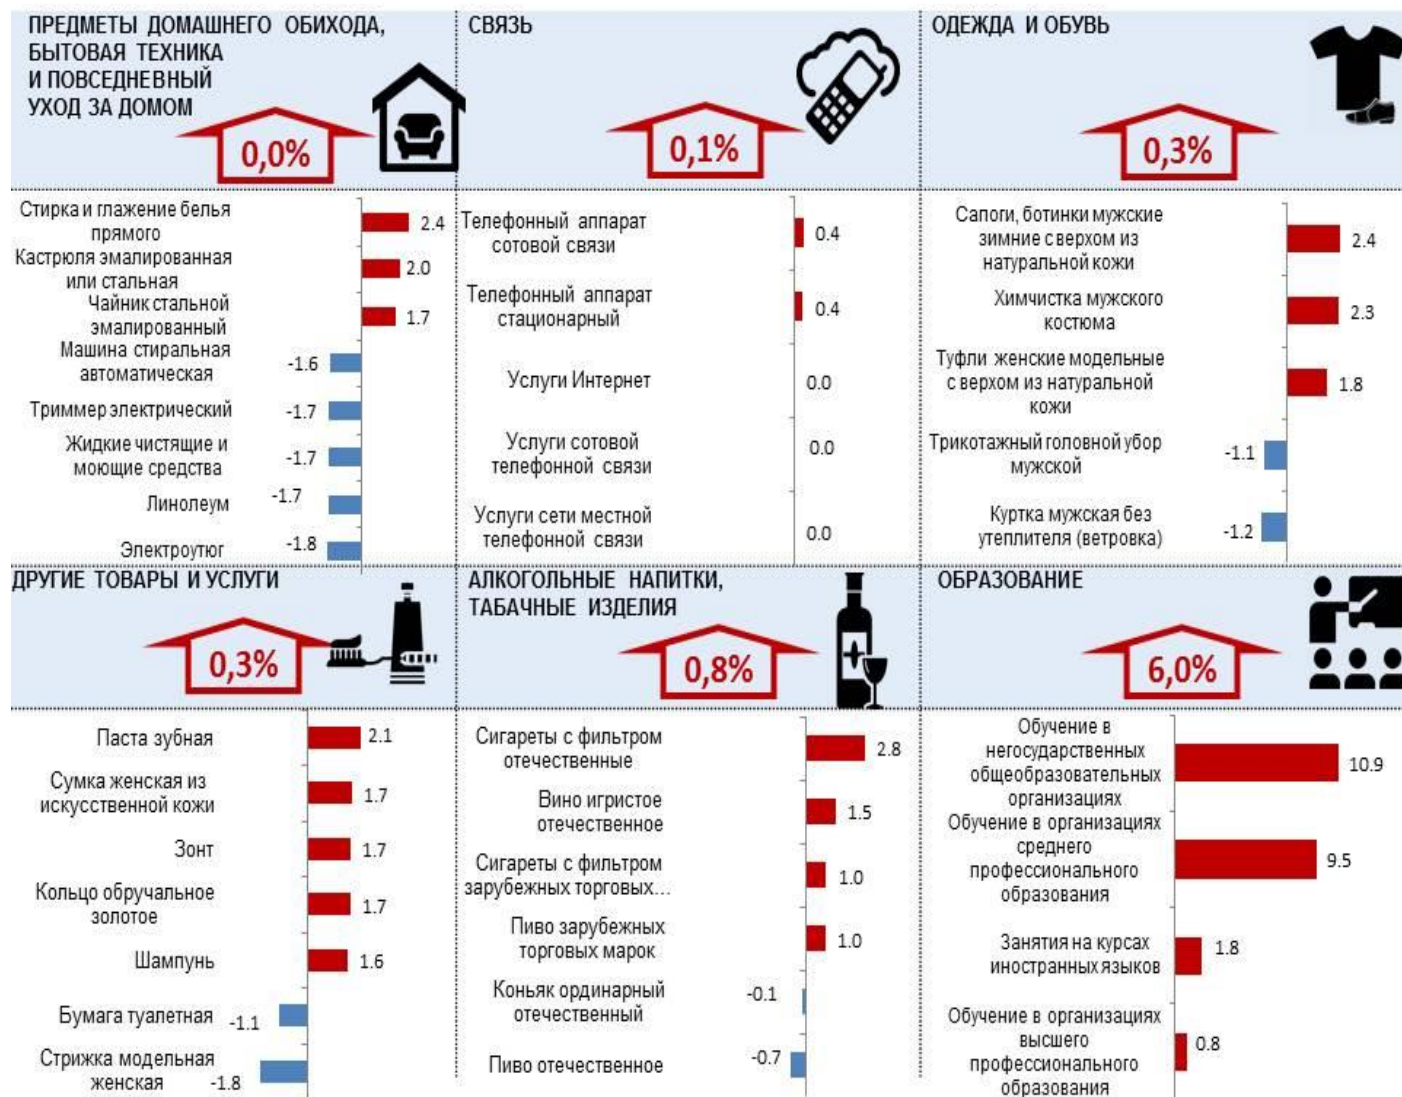 ПРЕДМЕТЫ ДОМАШНЕГО ОБИХОДА,
БЫТОВАЯ ТЕХНИКА
И ПОВСЕДНЕВНЫЙ
УХОД ЗА ДОМОМ
0,0%
Стирка и глажение белья
прямого
2.4
Кастрюля эмалированная
или стальная
2.0
Чайник стальной
эмалированный
1.7
Машина стиральная
автоматическая
-1.6
Триммер электрический
-1.7
Жидкие чистящие и
моющие средства
-1.7
Линолеум
-1.7
Электроутюг
-1.8
СВЯЗЬ
0,1%
Телефонный аппарат
сотовой связи
0.4
Телефонный аппарат
стационарный
0.4
Услуги Интернет
0.0
Услуги сотовой
телефонной связи
0.0
Услуги сети местной
телефонной связи
0.0
ОДЕЖДА И ОБУВЬ
0,3%
Сапоги, ботинки мужские
зимние с верхом из
натуральной кожи
2.4
Химчистка мужского
костюма
2.3
Туфли женские модельные
с верхом из натуральной
кожи
1.8
Трикотажный головной убор
мужской
-1.1
Куртка мужская без
утеплителя (ветровка)
-1.2
ДРУГИЕ ТОВАРЫ И УСЛУГИ
0,3%
Паста зубная
2.1
Сумка женская из
искусственной кожи
1.7
Зонт
1.7
Кольцо обручальное
золотое
1.7
Шампунь
1.6
Бумага туалетная
-1.1
Стрижка модельная
женская
-1.8
АЛКОГОЛЬНЫЕ НАПИТКИ,
ТАБАЧНЫЕ ИЗДЕЛИЯ
0,8%
Сигареты с фильтром
отечественные
2.8
Вино игристое
отечественное
1.5
Сигареты с фильтром
зарубежных торговых…
1.0
Пиво зарубежных
торговых марок
1.0
Коньяк ординарный
отечественный
-0.1
Пиво отечественное
-0.7
ОБРАЗОВАНИЕ
6,0%
Обучение в
негосударственных
общеобразовательных
организациях
10.9
Обучение в организациях
среднего
профессионального
образования
9.5
Занятия на курсах
иностранных языков
1.8
Обучение в организациях
высшего
профессионального
образования
0.8